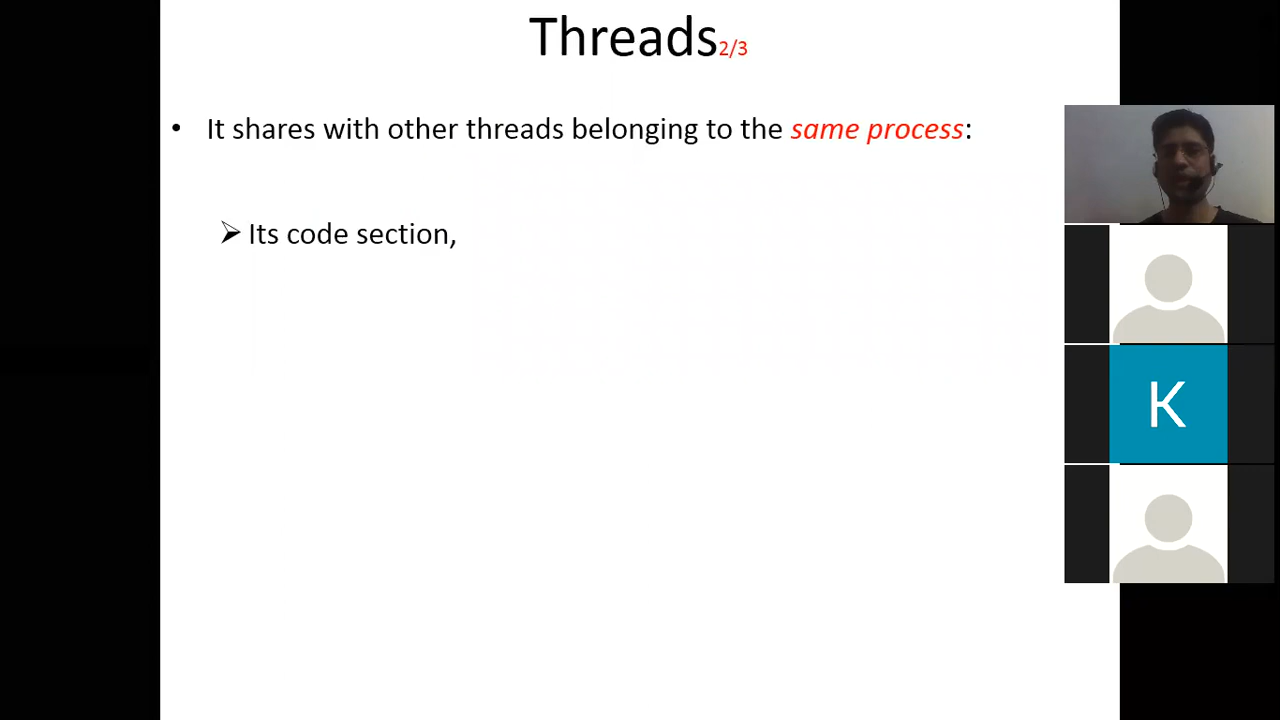 Threads2/3
• It shares with other threads belonging to the same process:
➢ Its code section,
K